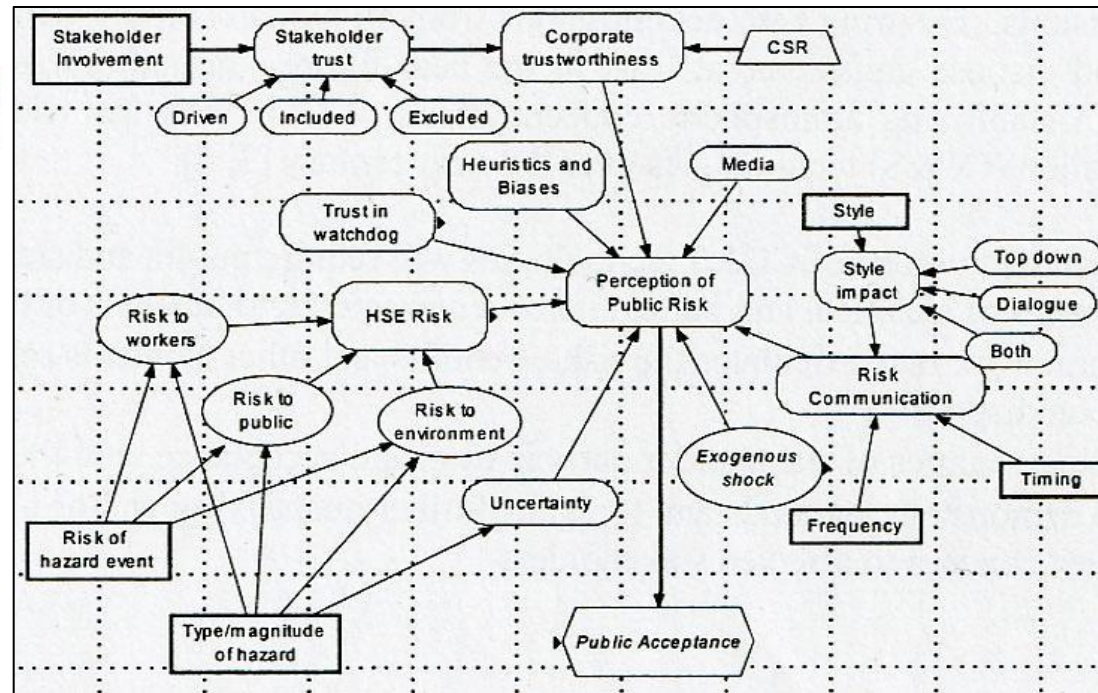 Stakeholder
Involvement
Stakeholder
trust
Corporate
trustworthiness
CSR
Driven
Included
Excluded
Heuristics and
Biases
Media
Trust in
watchdog
Style
Style
impact
Top down
Dialogue
Both
Perception of
Public Risk
HSE Risk
Risk to
workers
Risk to
public
Risk to
environment
Risk
Communication
Exogenous
shock
Uncertainty
Timing
Frequency
Risk of
hazard event
Type/magnitude
of hazard
Public Acceptance